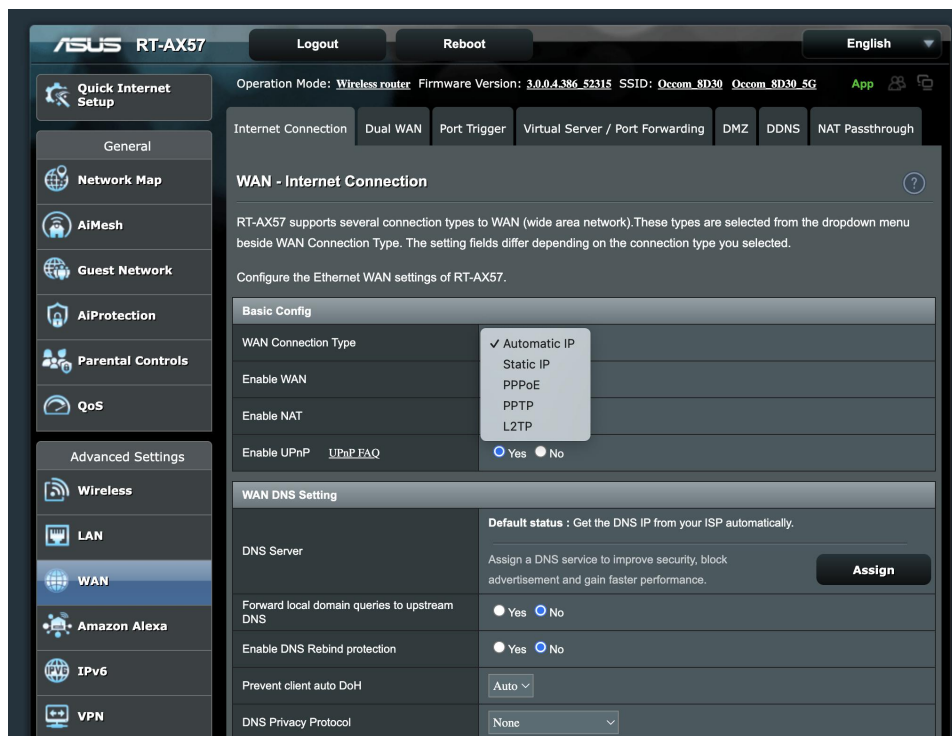 ASUS RT-AX57 Logout Reboot English
Quick Internet Setup
Operation Mode: Wireless router Firmware Version: 3.0.0.4.386_52315 SSID: Occom_8D30 Occom_8D30_5G App
Internet Connection Dual WAN Port Trigger Virtual Server / Port Forwarding DMZ DDNS NAT Passthrough
General
Network Map
AiMesh
Guest Network
AiProtection
Parental Controls
QoS
Advanced Settings
Wireless
LAN
WAN
Amazon Alexa
IPv6
VPN
WAN - Internet Connection ?
RT-AX57 supports several connection types to WAN (wide area network).These types are selected from the dropdown menu
beside WAN Connection Type. The setting fields differ depending on the connection type you selected.
Configure the Ethernet WAN settings of RT-AX57.
Basic Config
WAN Connection Type
✓ Automatic IP
Static IP
PPPoE
PPTP
L2TP
Enable WAN
Enable NAT
Enable UPnP UPnP FAQ Yes No
WAN DNS Setting
DNS Server
Default status : Get the DNS IP from your ISP automatically.
Assign a DNS service to improve security, block
advertisement and gain faster performance.
Assign
Forward local domain queries to upstream
DNS
Yes No
Enable DNS Rebind protection Yes No
Prevent client auto DoH Auto
DNS Privacy Protocol None